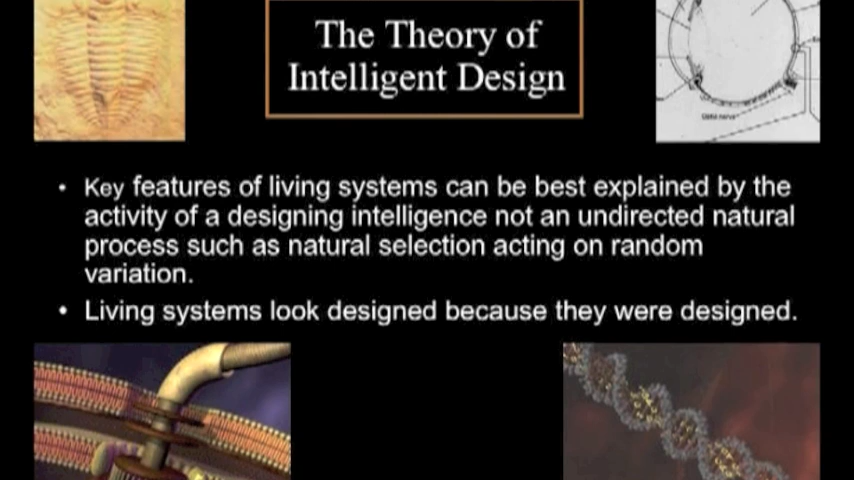 The Theory of
Intelligent Design
• Key features of living systems can be best explained by the
activity of a designing intelligence not an undirected natural
process such as natural selection acting on random
variation.
• Living systems look designed because they were designed.